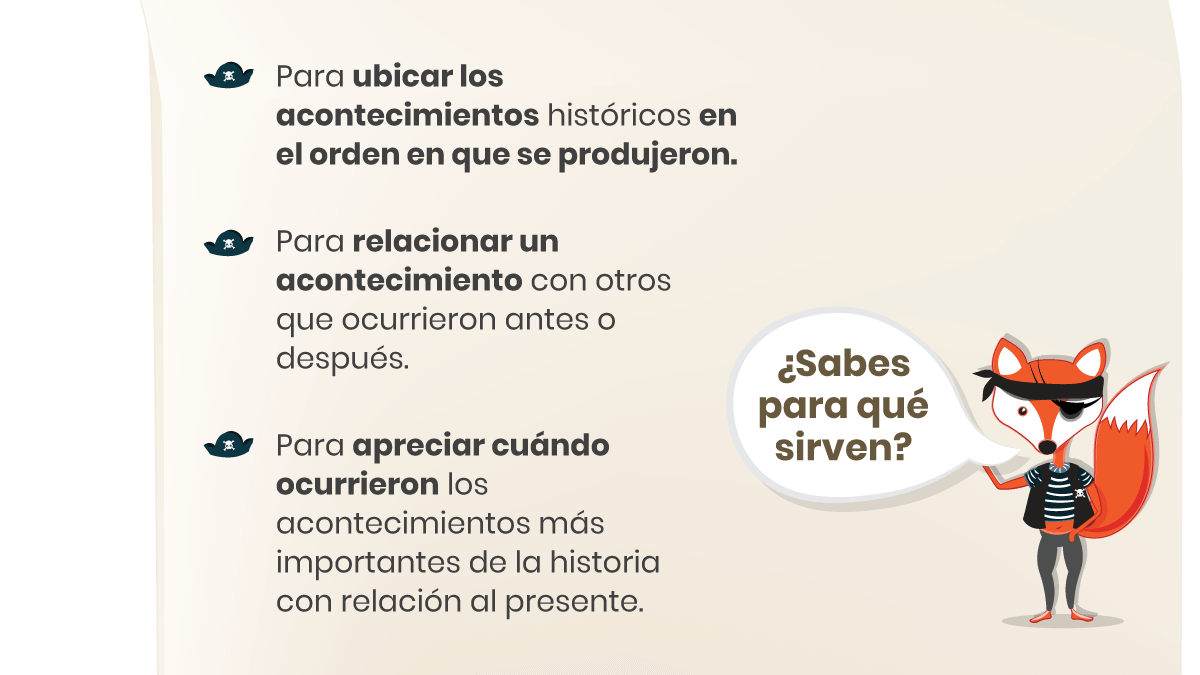 Para ubicar los
acontecimientos históricos en
el orden en que se produjeron.
Para relacionar un
acontecimiento con otros
que ocurrieron antes o
después.
Para apreciar cuándo
ocurrieron los
acontecimientos más
importantes de la historia
con relación al presente.
¿Sabes
para qué
sirven?